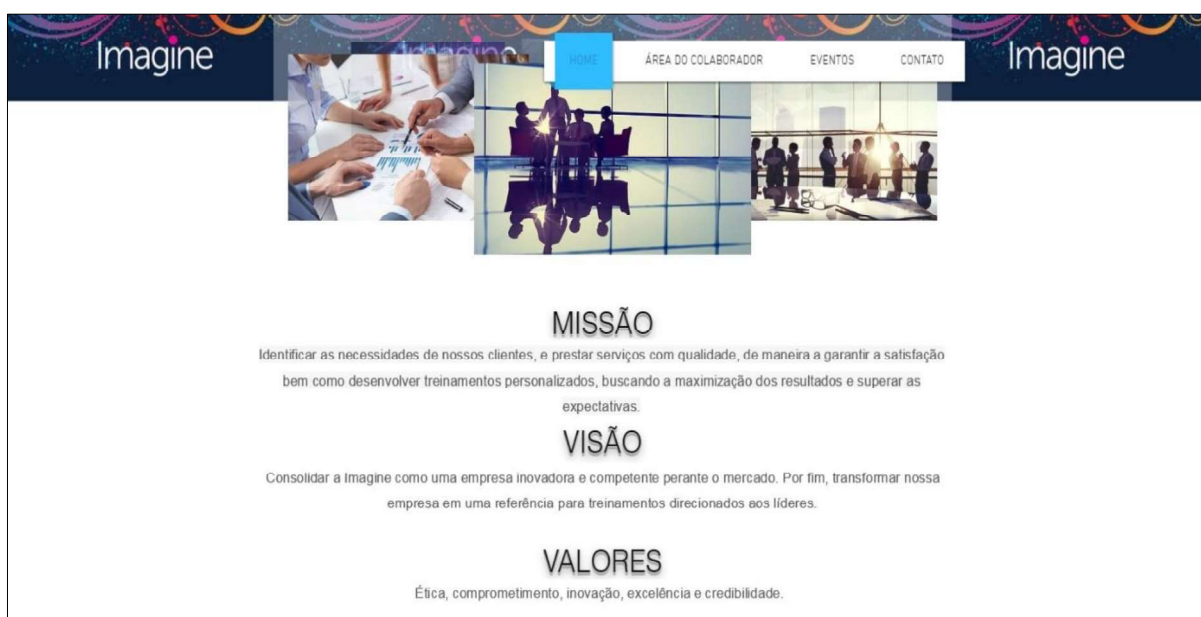 Imagine
Imagine
HOME
ÁREA DO COLABORADOR
EVENTOS
CONTATO
Imagine
MISSÃO
Identificar as necessidades de nossos clientes, e prestar serviços com qualidade, de maneira a garantir a satisfação
bem como desenvolver treinamentos personalizados, buscando a maximização dos resultados e superar as
expectativas.
VISÃO
Consolidar a Imagine como uma empresa inovadora e competente perante o mercado. Por fim, transformar nossa
empresa em uma referência para treinamentos direcionados aos líderes.
VALORES
Ética, comprometimento, inovação, excelência e credibilidade.